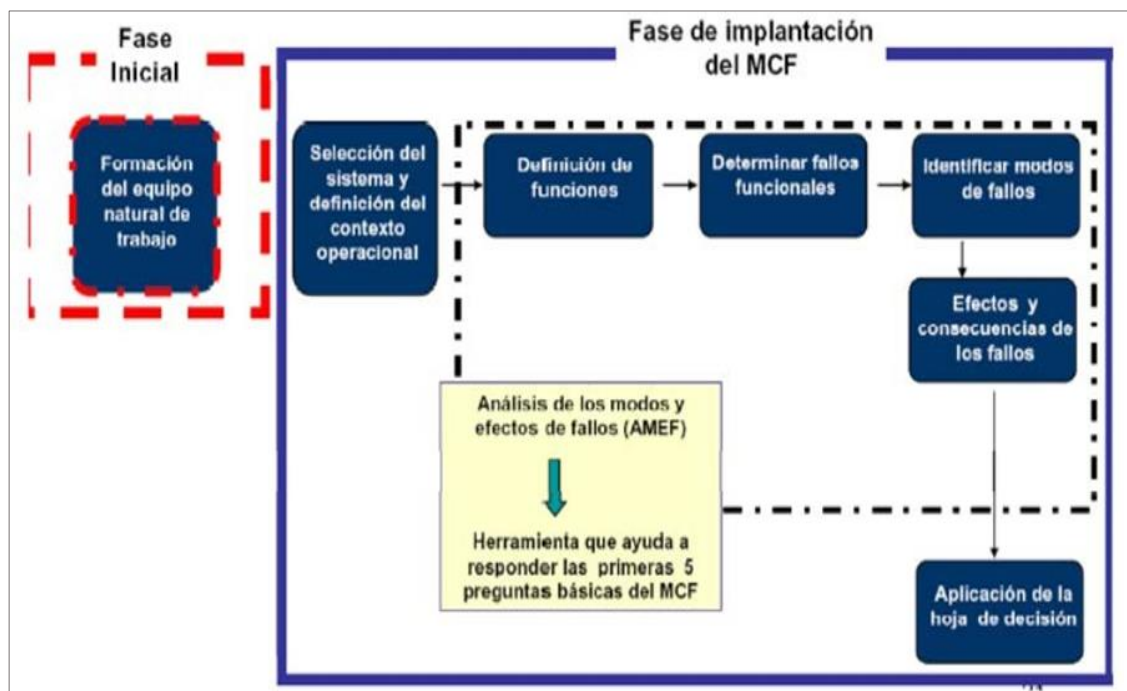 Fase
Inicial
Fase de implantación
del MCF
Formación
del equipo
natural de
trabajo
Selección del
sistema y
definición del
contexto
operacional
Definición de
funciones
Determinar fallos
funcionales
Identificar modos
de fallos
Efectos y
consecuencias de
los fallos
Análisis de los modos y
efectos de fallos (AMEF)
Herramienta que ayuda a
responder las primeras 5
preguntas básicas del MCF
Aplicación de la
hoja de decisión